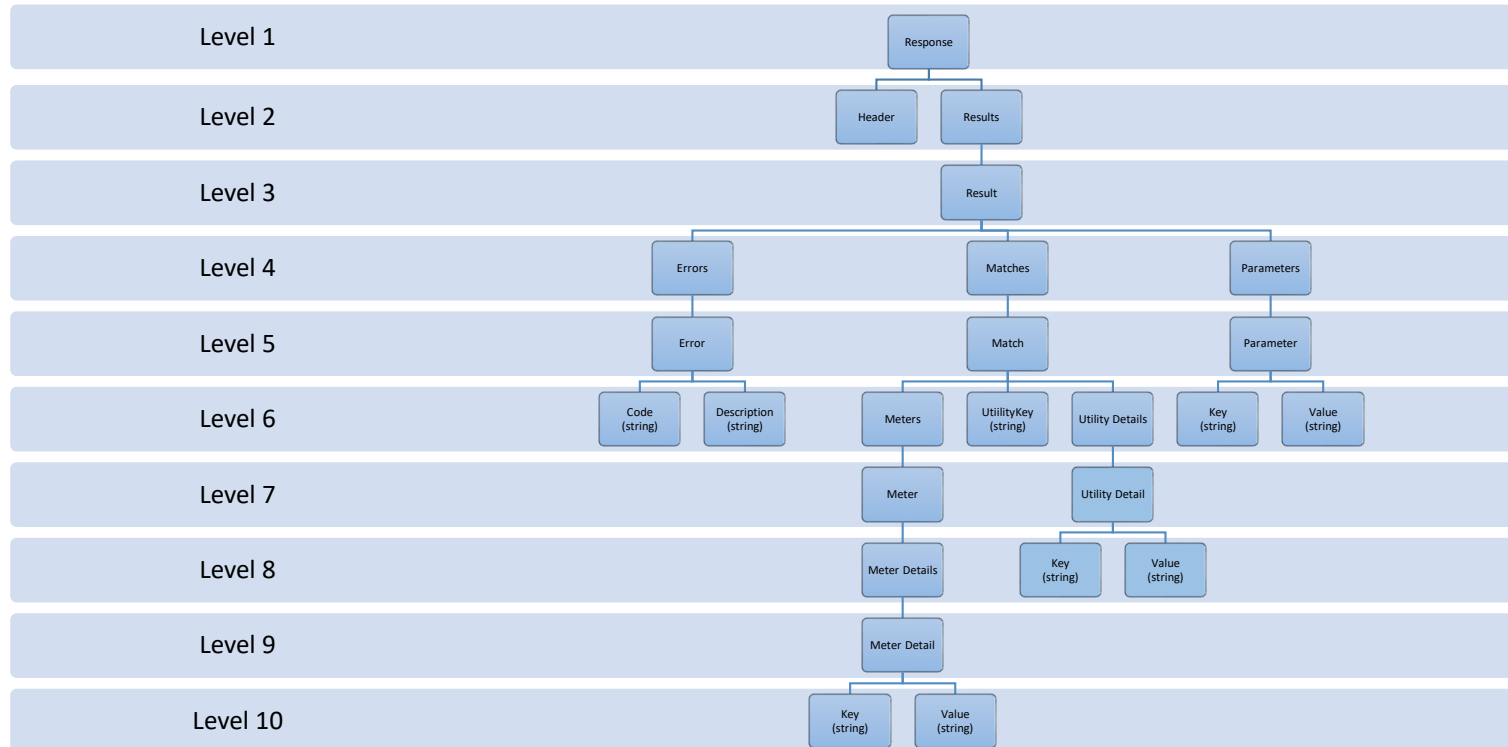 Level 1
Response
Level 2
Header
Results
Level 3
Result
Level 4
Errors
Matches
Parameters
Level 5
Error
Match
Parameter
Level 6
Code
(string)
Description
(string)
Meters
UtiilityKey
(string)
Utility Details
Key
(string)
Value
(string)
Level 7
Meter
Utility Detail
Level 8
Meter Details
Key
(string)
Value
(string)
Level 9
Meter Detail
Level 10
Key
(string)
Value
(string)